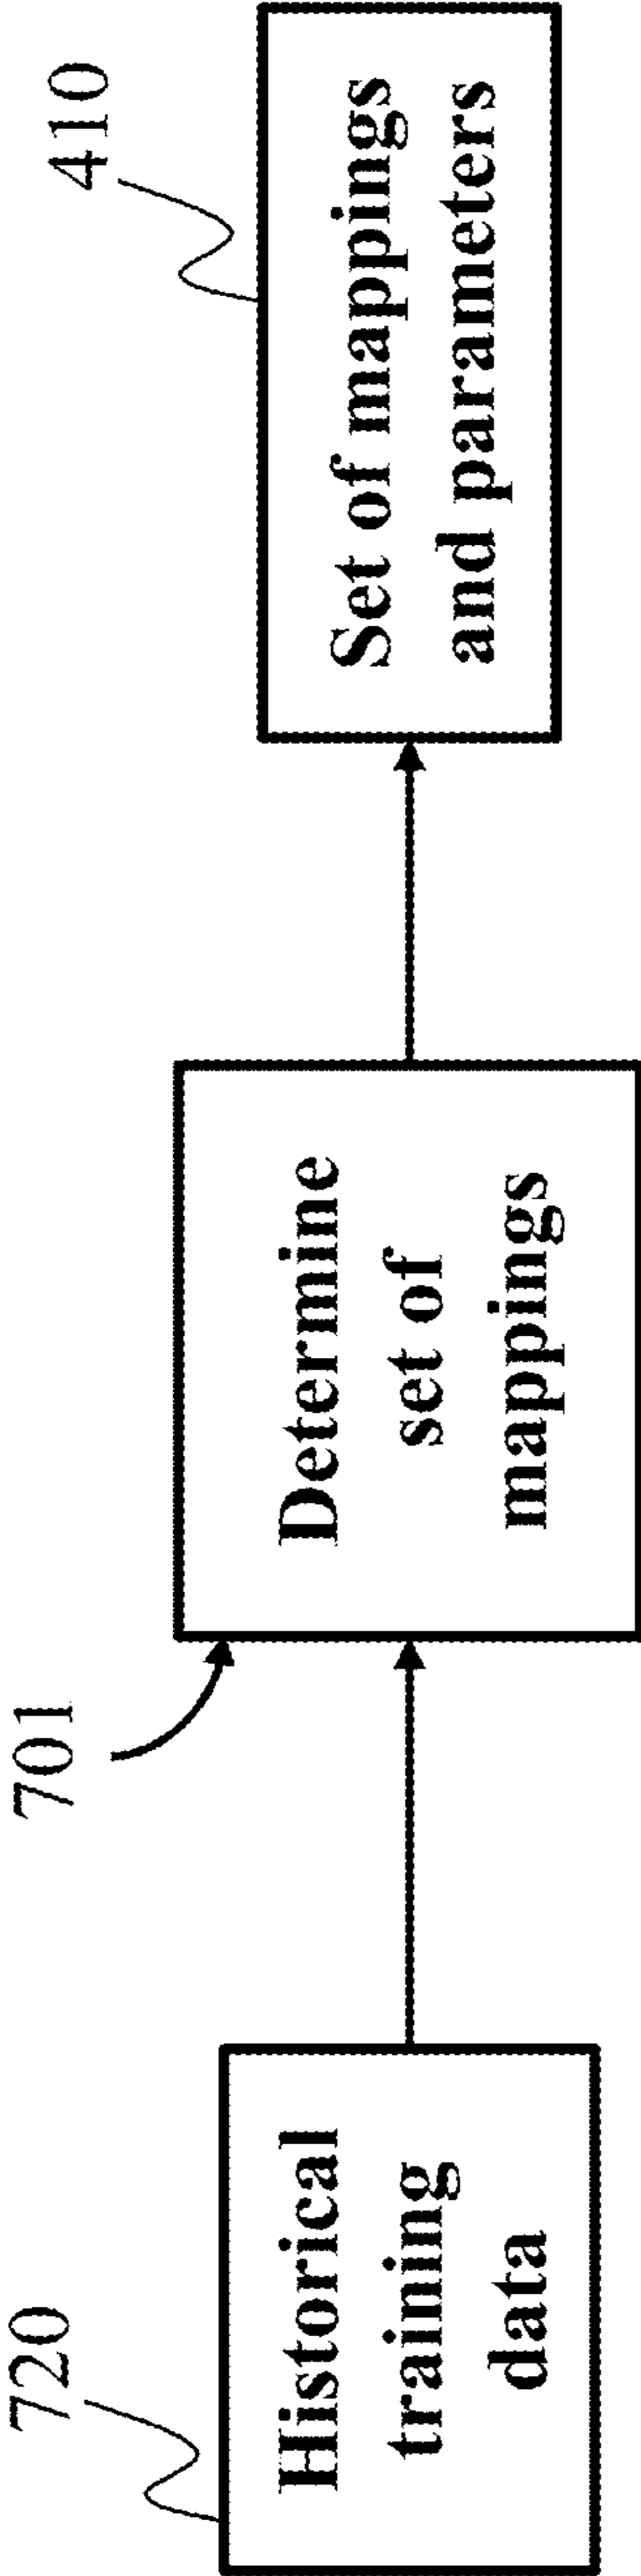 720
Historical
training
data
701
Determine
set of
mappings
410
Set of mappings
and parameters